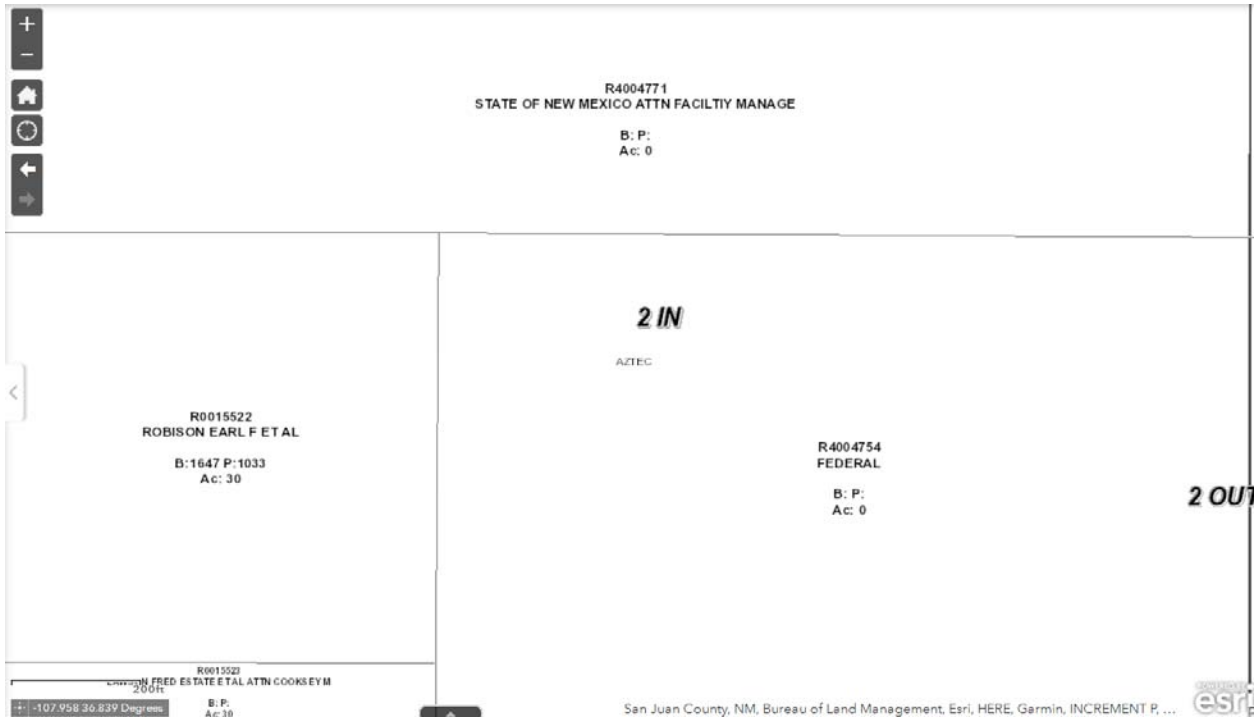 +
−
R4004771
STATE OF NEW MEXICO ATTN FACILTIY MANAGE
B: P:
Ac: 0
2 IN
AZTEC
R0015522
ROBISON EARL F ET AL
B:1647 P:1033
Ac: 30
R4004754
FEDERAL
B: P:
Ac: 0
2 OUT
R0015523
FRED ESTATE ET AL ATTN COOKSEY M
200ft
B: P:
Ac: 30
-107.958 36.839 Degrees
San Juan County, NM, Bureau of Land Management, Esri, HERE, Garmin, INCREMENT P, ...
POWERED BY
esri